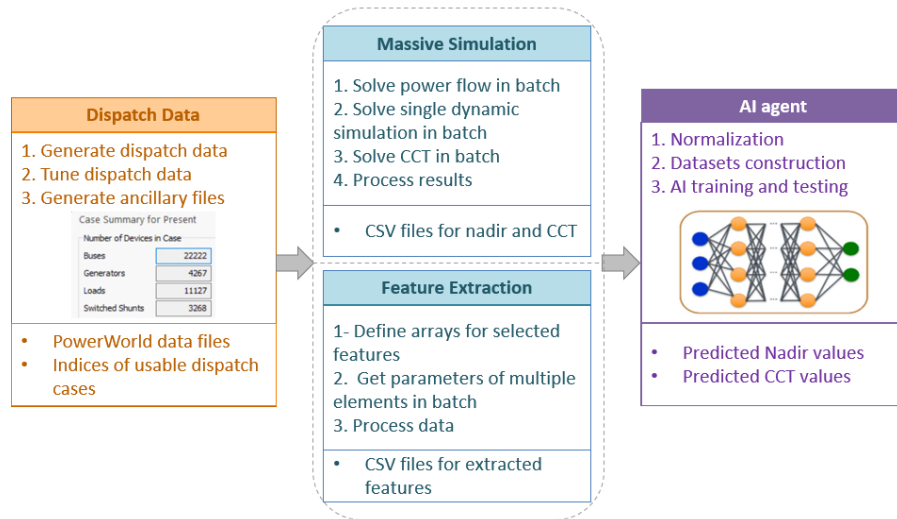 Dispatch Data
1. Generate dispatch data
2. Tune dispatch data
3. Generate ancillary files
Case Summary for Present
Number of Devices in Case
Buses 22222
Generators 4267
Loads 11127
Switched Shunts 3268
• PowerWorld data files
• Indices of usable dispatch
cases
Massive Simulation
1. Solve power flow in batch
2. Solve single dynamic
simulation in batch
3. Solve CCT in batch
4. Process results
• CSV files for nadir and CCT
Feature Extraction
1- Define arrays for selected
features
2. Get parameters of multiple
elements in batch
3. Process data
• CSV files for extracted
features
AI agent
1. Normalization
2. Datasets construction
3. AI training and testing
• Predicted Nadir values
• Predicted CCT values